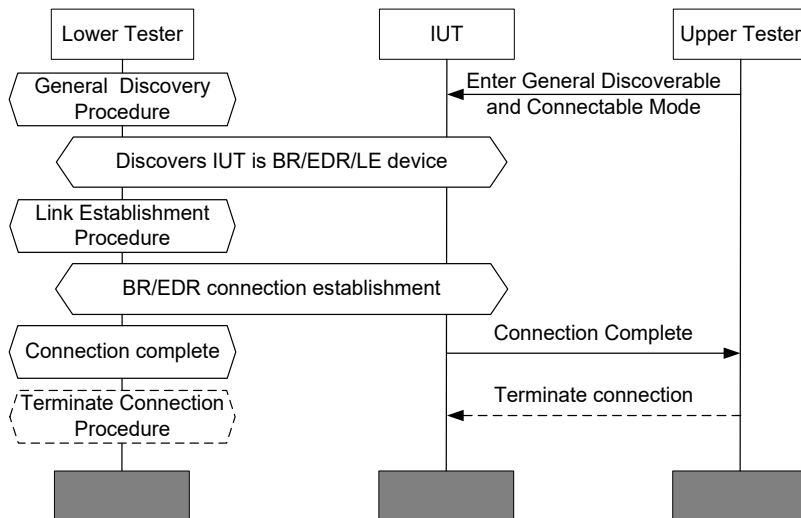 Lower Tester
IUT
Upper Tester
General Discovery
Procedure
Enter General Discoverable
and Connectable Mode
Discovers IUT is BR/EDR/LE device
Link Establishment
Procedure
BR/EDR connection establishment
Connection complete
Connection Complete
Terminate Connection
Procedure
Terminate connection